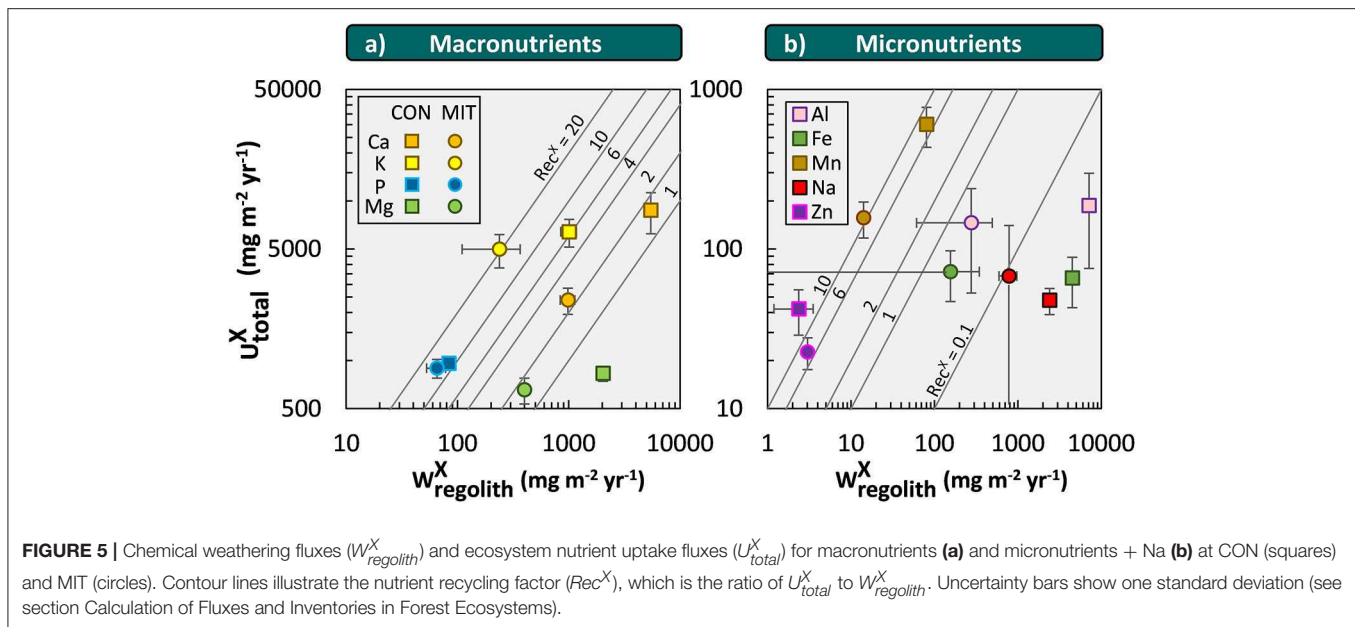 a) Macronutrients
b) Micronutrients
50000
5000
500
U^X_total (mg m⁻² yr⁻¹)
CON MIT
Ca
K
P
Mg
Rec^X = 20
10
6
4
2
1
10 100 1000 10000
W^X_regolith (mg m⁻² yr⁻¹)
1000
100
10
Al
Fe
Mn
Na
Zn
10
6
2
1
Rec^X = 0.1
1 10 100 1000 10000
W^X_regolith (mg m⁻² yr⁻¹)
FIGURE 5 | Chemical weathering fluxes (W^X_regolith) and ecosystem nutrient uptake fluxes (U^X_total) for macronutrients (a) and micronutrients + Na (b) at CON (squares)
and MIT (circles). Contour lines illustrate the nutrient recycling factor (Rec^X), which is the ratio of U^X_total to W^X_regolith. Uncertainty bars show one standard deviation (see
section Calculation of Fluxes and Inventories in Forest Ecosystems).